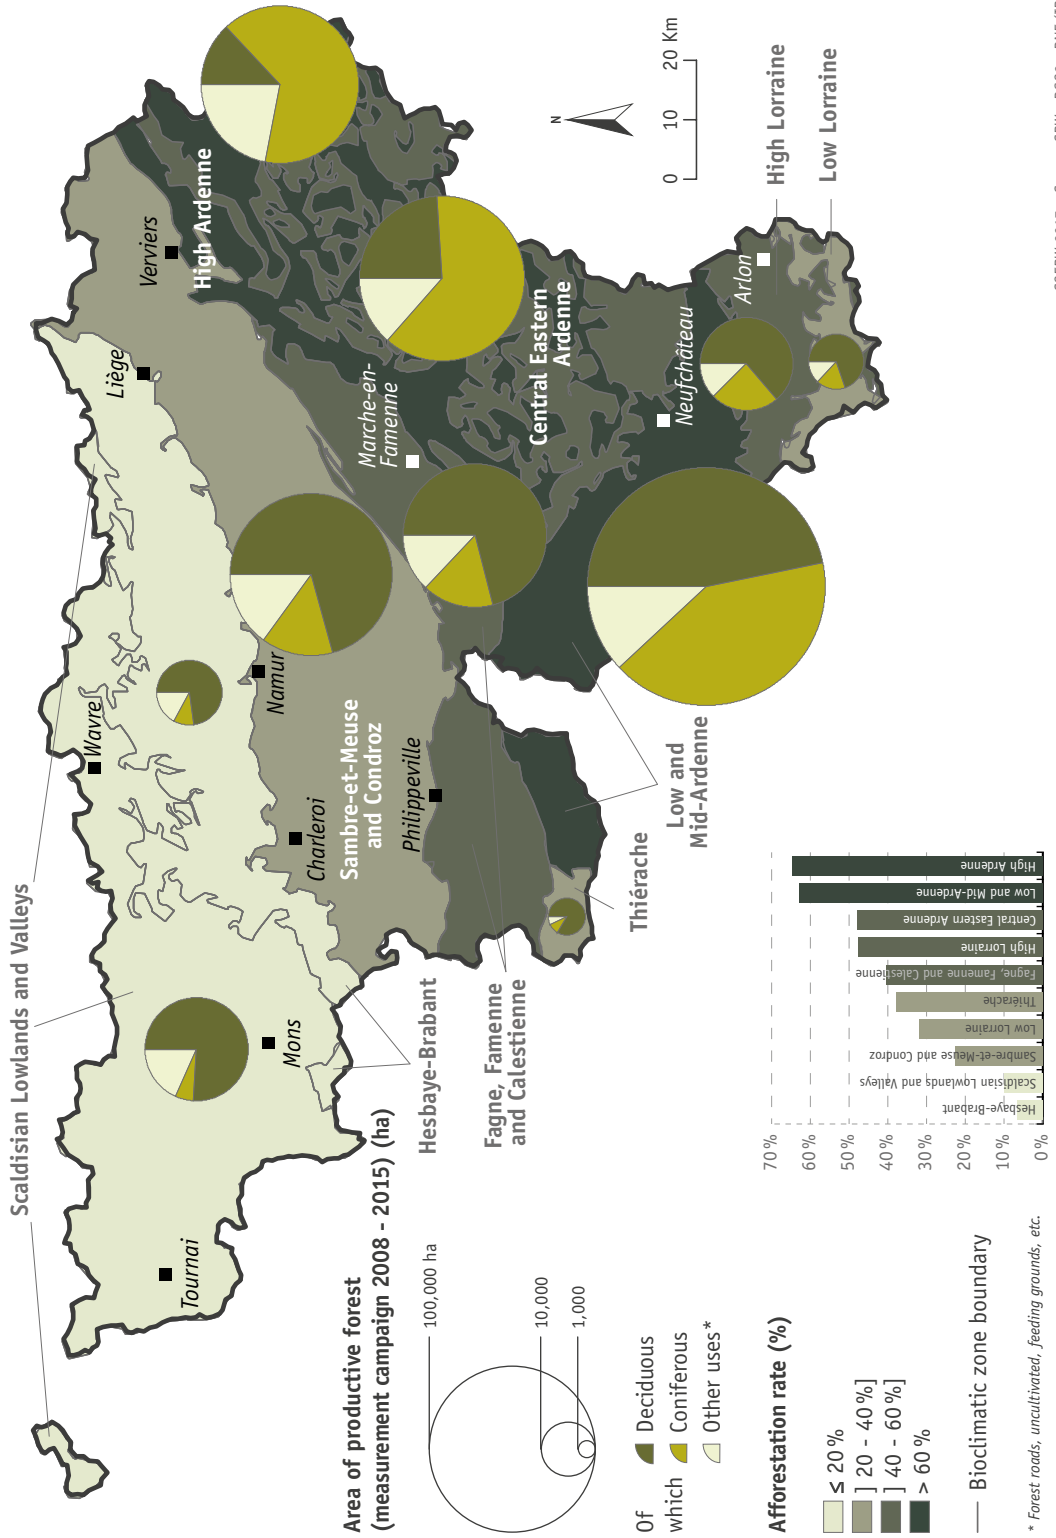 Scaldisian Lowlands and Valleys
Tournai
Mons
Wavre
Liège
Verviers
Namur
Charleroi
Philippeville
Marche-en-
Famenne
Neufchâteau
Arlon
High Ardenne
Central Eastern
Ardenne
Sambre-et-Meuse
and Condroz
Hesbaye-Brabant
Fagne, Famenne
and Calestienne
Thiérache
Low and
Mid-Ardenne
High Lorraine
Low Lorraine
N
0 10 20 Km
Area of productive forest
(measurement campaign 2008 - 2015) (ha)
100,000 ha
10,000
1,000
Of
which
Deciduous
Coniferous
Other uses*
Afforestation rate (%)
≤ 20 %
] 20 - 40 %]
] 40 - 60 %]
> 60 %
Bioclimatic zone boundary
* Forest roads, uncultivated, feeding grounds, etc.
70 %
60 %
50 %
40 %
30 %
20 %
10 %
0 %
Hesbaye-Brabant
Scaldisian Lowlands and Valleys
Sambre-et-Meuse and Condroz
Low Lorraine
Thiérache
Fagne, Famenne and Calestienne
High Lorraine
Central Eastern Ardenne
Low and Mid-Ardenne
High Ardenne